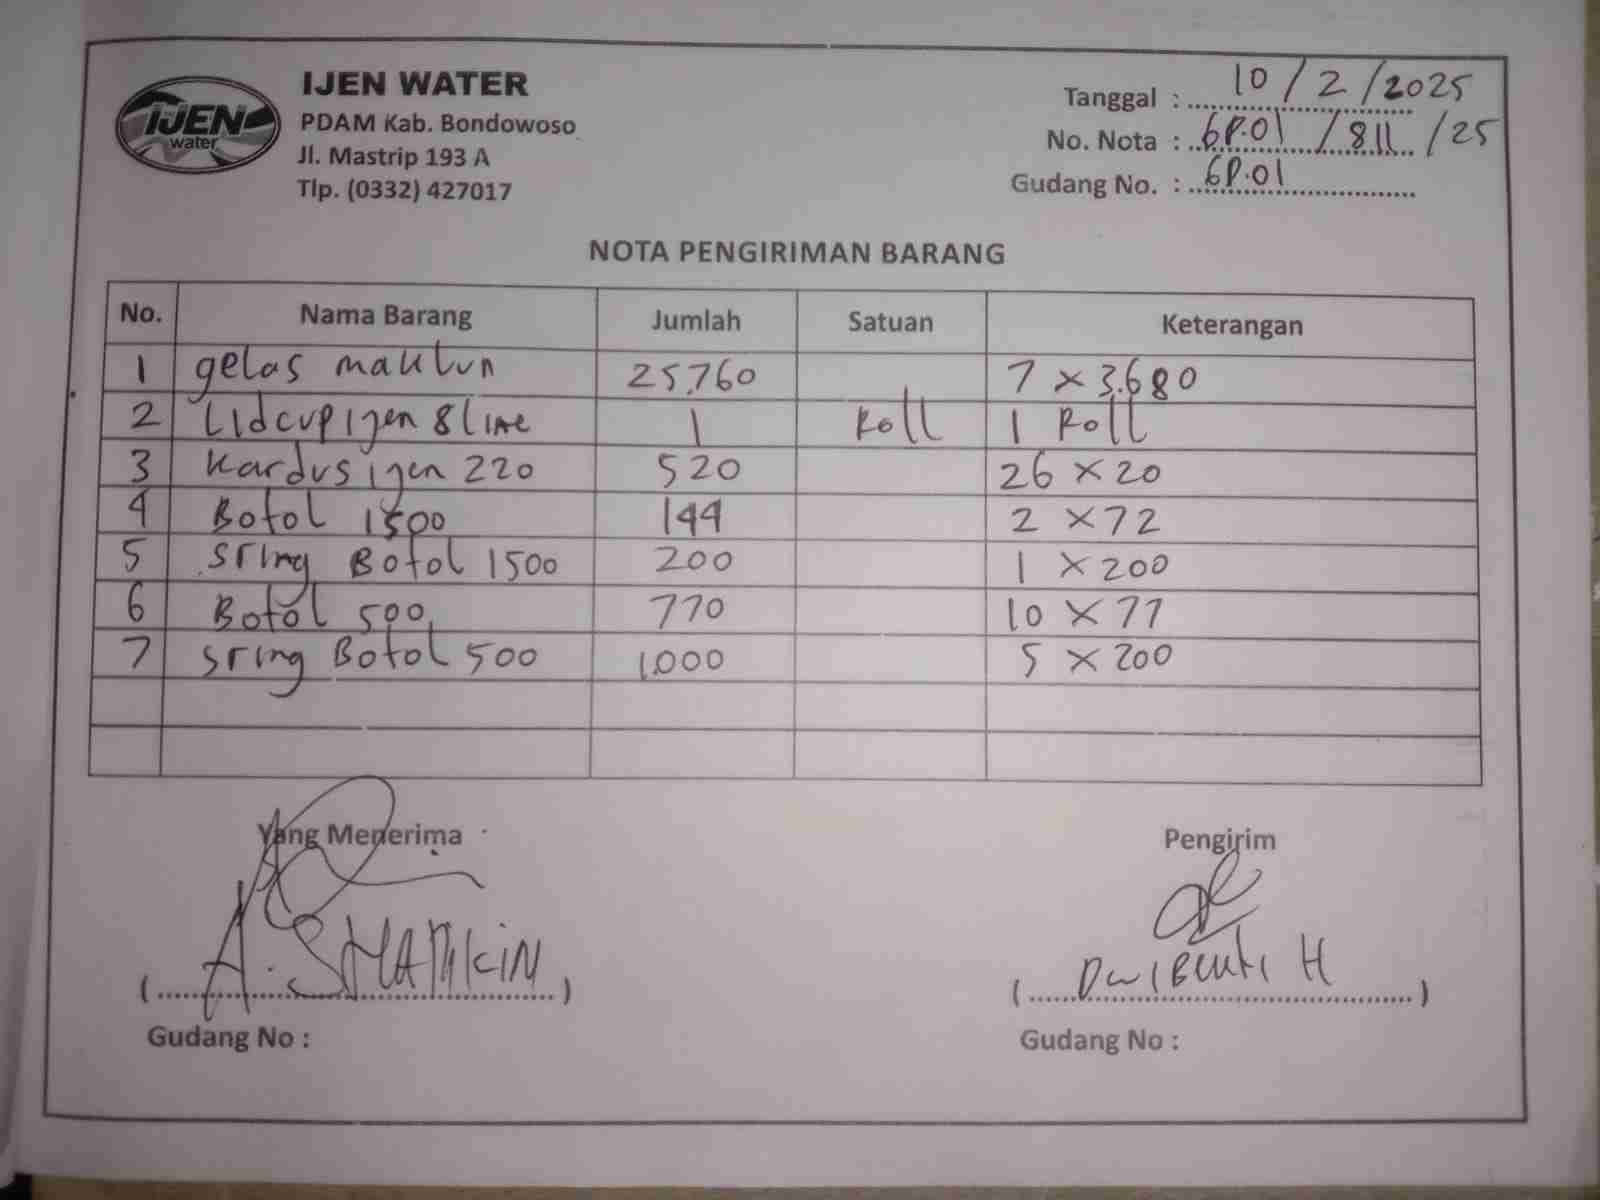 IJEN
water
IJEN WATER
PDAM Kab. Bondowoso
Jl. Mastrip 193 A
Tlp. (0332) 427017
Tanggal : 10 / 2 / 2025
No. Nota : 6P.01 / 811 / 25
Gudang No. : 6P.01
NOTA PENGIRIMAN BARANG
No. Nama Barang Jumlah Satuan Keterangan
1 gelas maklun 25.760 7 x 3.680
2 Lidcup ijen 8 line 1 Roll 1 Roll
3 Kardus ijen 220 520 26 x 20
4 Botol 1500 144 2 x 72
5 sring Botol 1500 200 1 x 200
6 Botol 500 770 10 x 77
7 sring Botol 500 1.000 5 x 200
Yang Menerima Pengirim
( A. ) ( H )
Gudang No : Gudang No :